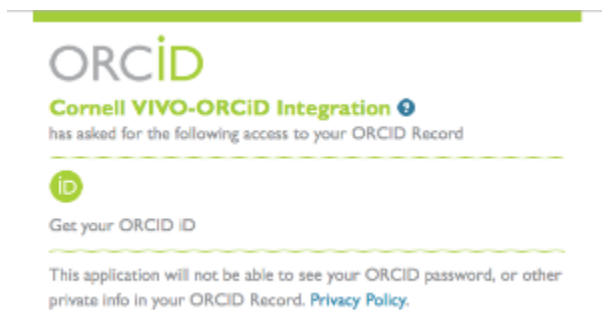 ORCiD
Cornell VIVO-ORCiD Integration ?
has asked for the following access to your ORCID Record
iD
Get your ORCID iD
This application will not be able to see your ORCID password, or other
private info in your ORCID Record. Privacy Policy.